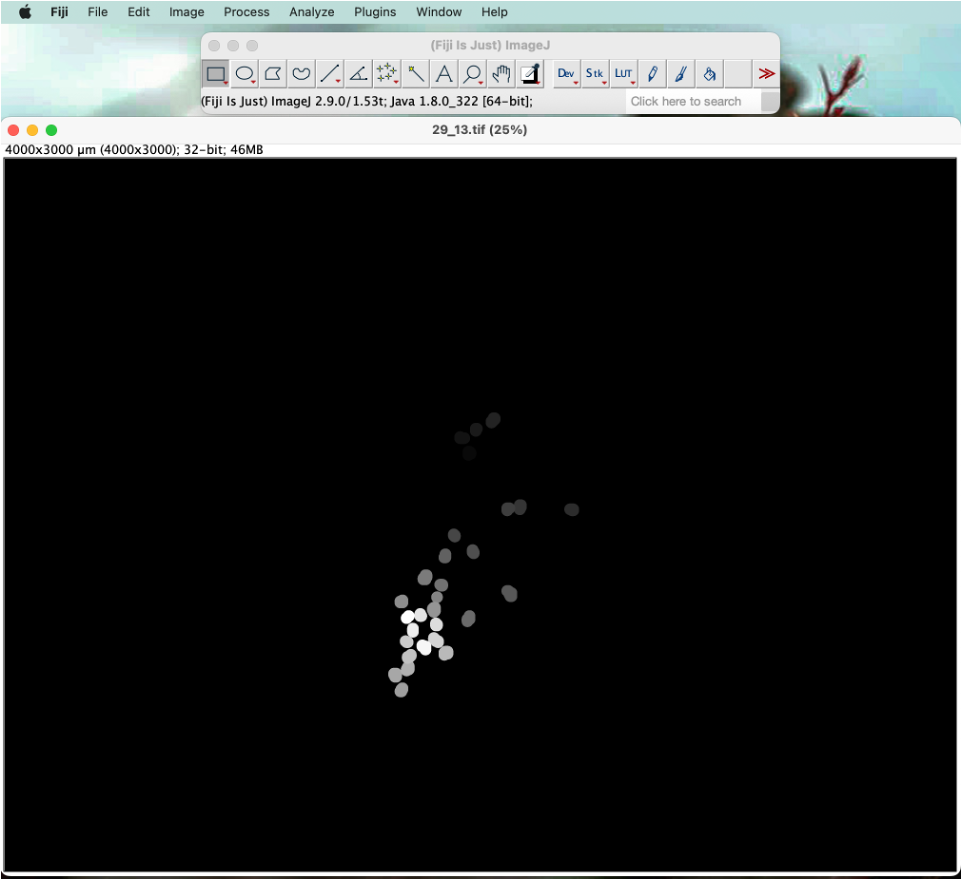 Fiji File Edit Image Process Analyze Plugins Window Help
(Fiji Is Just) ImageJ
A Dev Stk LUT >>
(Fiji Is Just) ImageJ 2.9.0/1.53t; Java 1.8.0_322 [64-bit]; Click here to search
29_13.tif (25%)
4000x3000 µm (4000x3000); 32-bit; 46MB